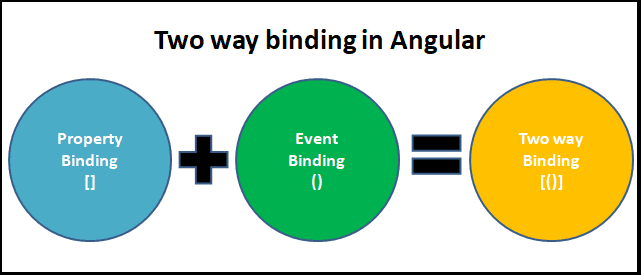 Two way binding in Angular
Property
Binding
[]
Event
Binding
()
Two way
Binding
[()]